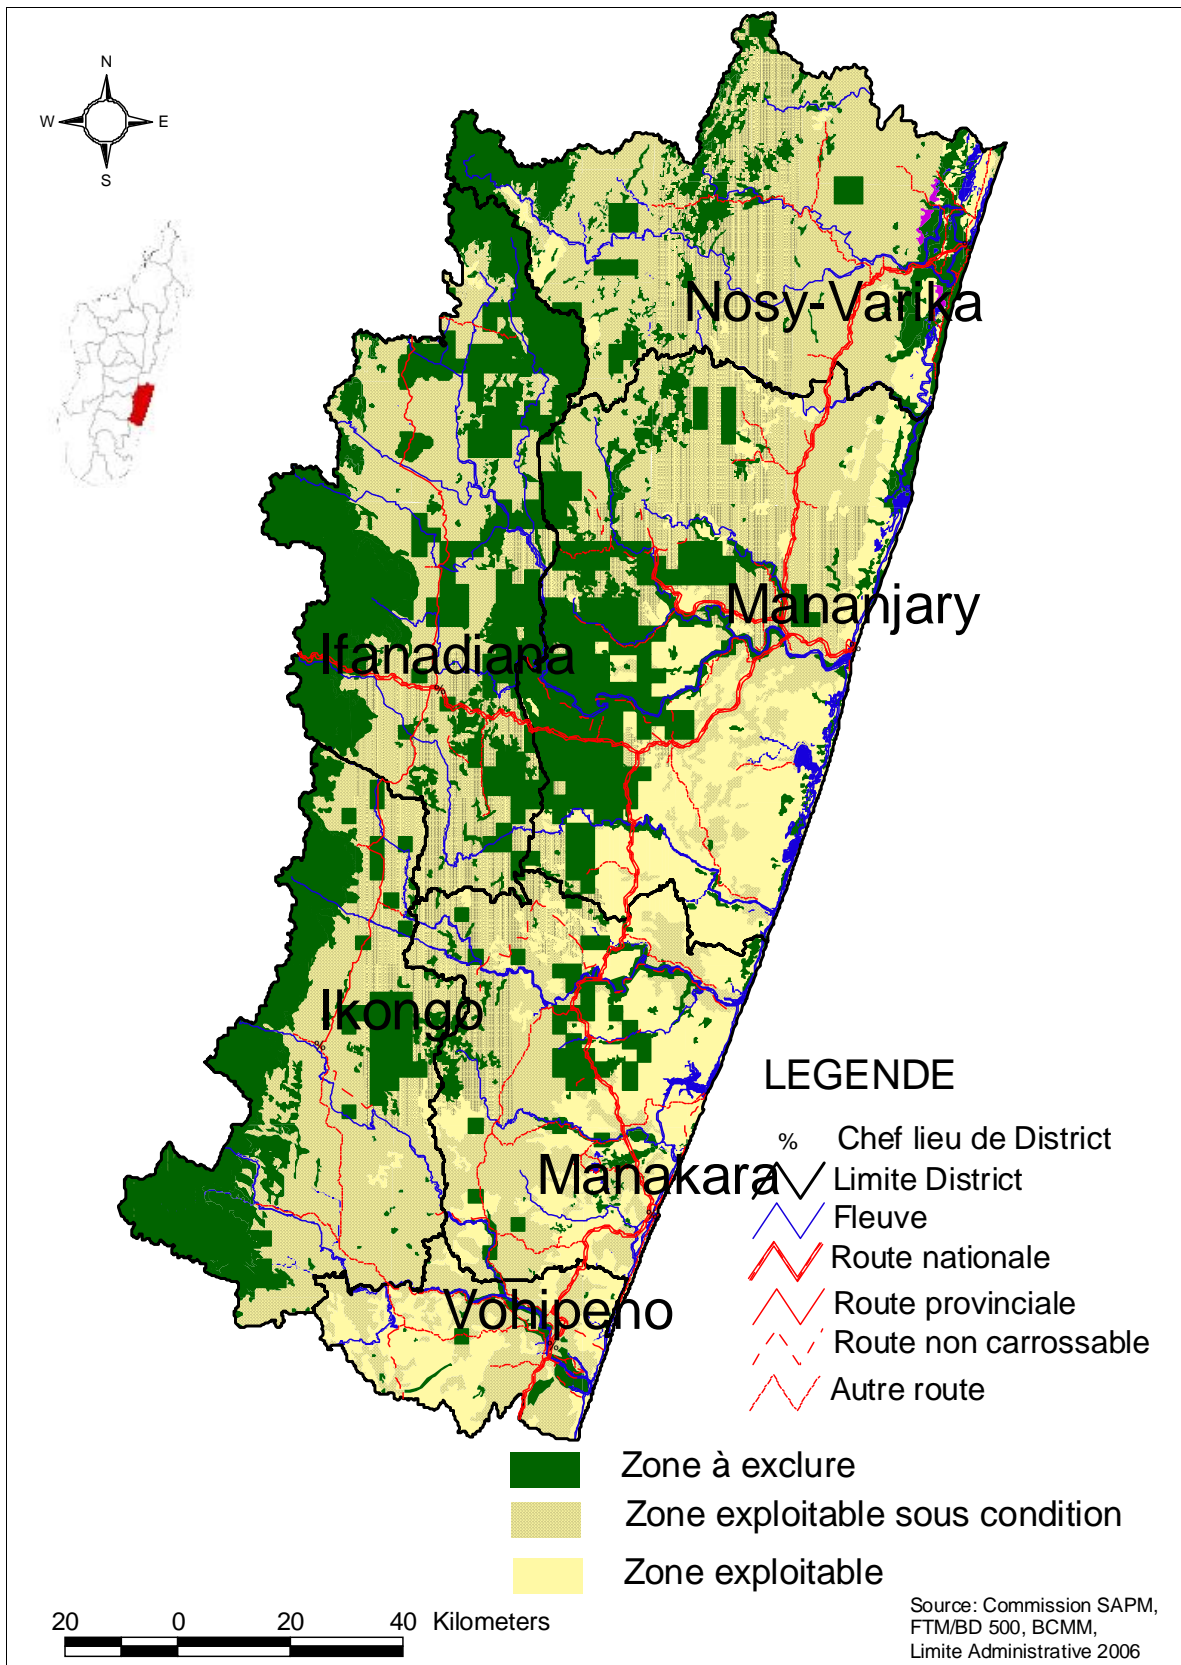 N
W
E
S
Nosy-Varika
Mananjary
Ifanadiana
Ikongo
LEGENDE
% Chef lieu de District
Manakara
Limite District
Fleuve
Route nationale
Vohipeno
Route provinciale
Route non carrossable
Autre route
Zone à exclure
Zone exploitable sous condition
Zone exploitable
20 0 20 40 Kilometers
Source: Commission SAPM,
FTM/BD 500, BCMM,
Limite Administrative 2006